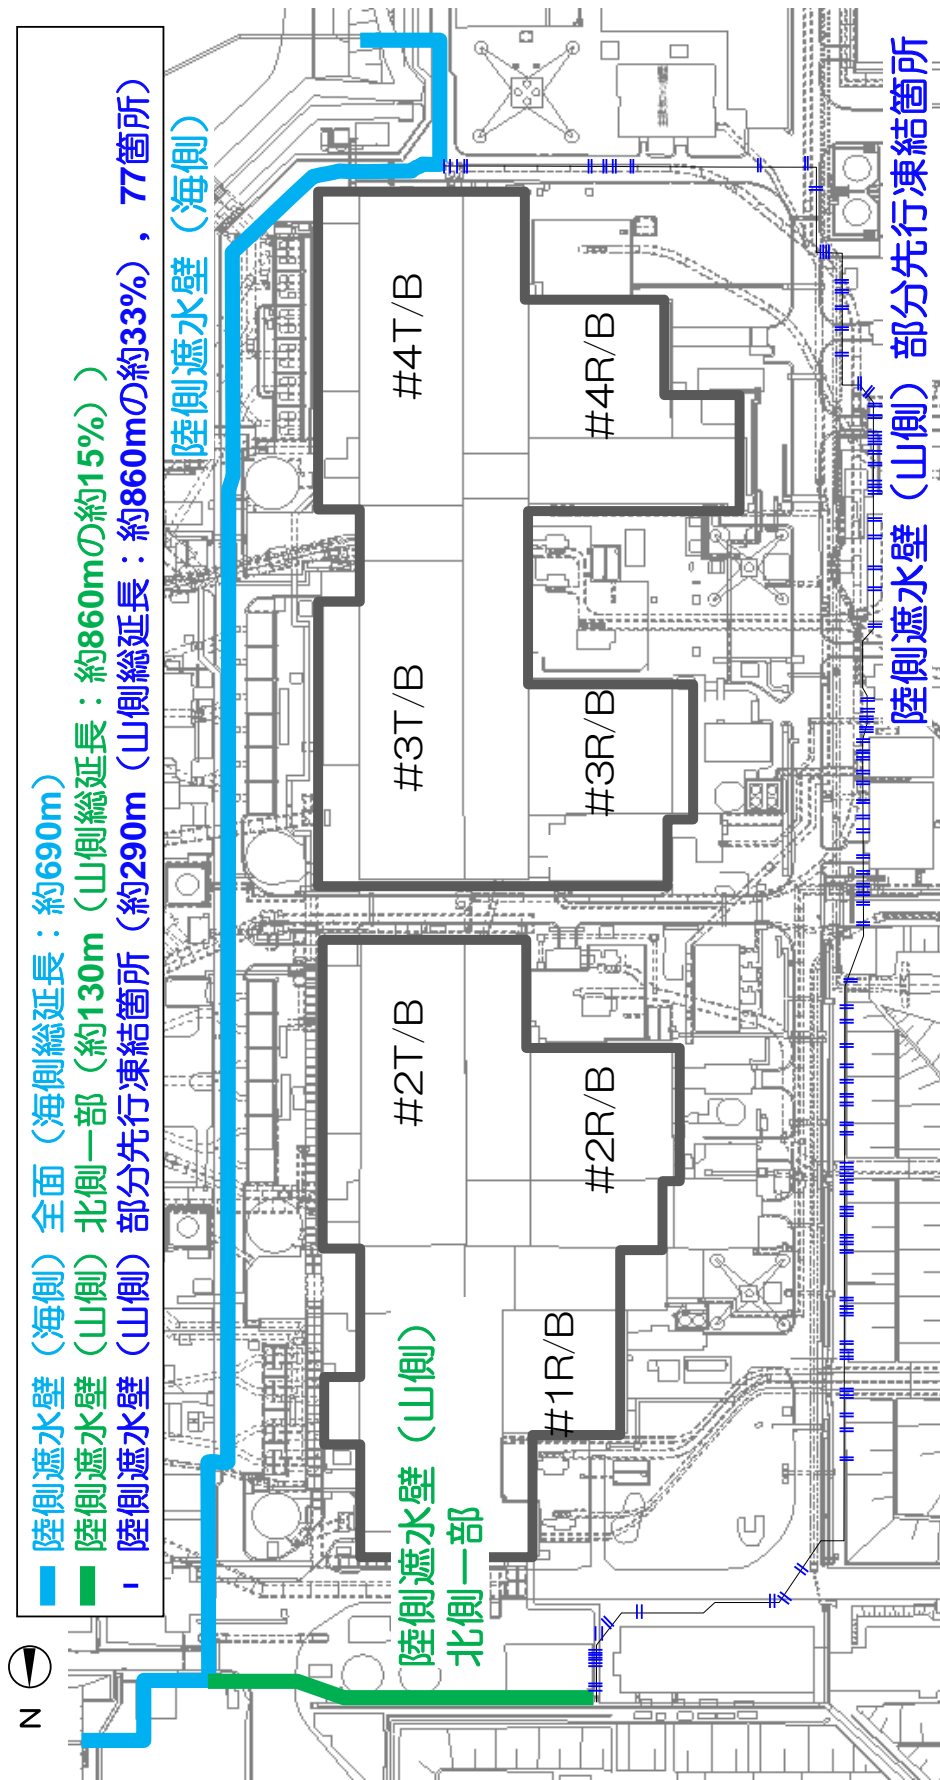 陸側遮水壁（海側）全面（海側総延長：約690m）
陸側遮水壁（山側）北側一部（約130m（山側総延長：約860mの約15%））
陸側遮水壁（山側）部分先行凍結箇所（約290m（山側総延長：約860mの約33%），77箇所）
N
陸側遮水壁（海側）
#4T/B
#3T/B
#2T/B
#4R/B
#3R/B
#2R/B
#1R/B
陸側遮水壁（山側）
北側一部
陸側遮水壁（山側）部分先行凍結箇所